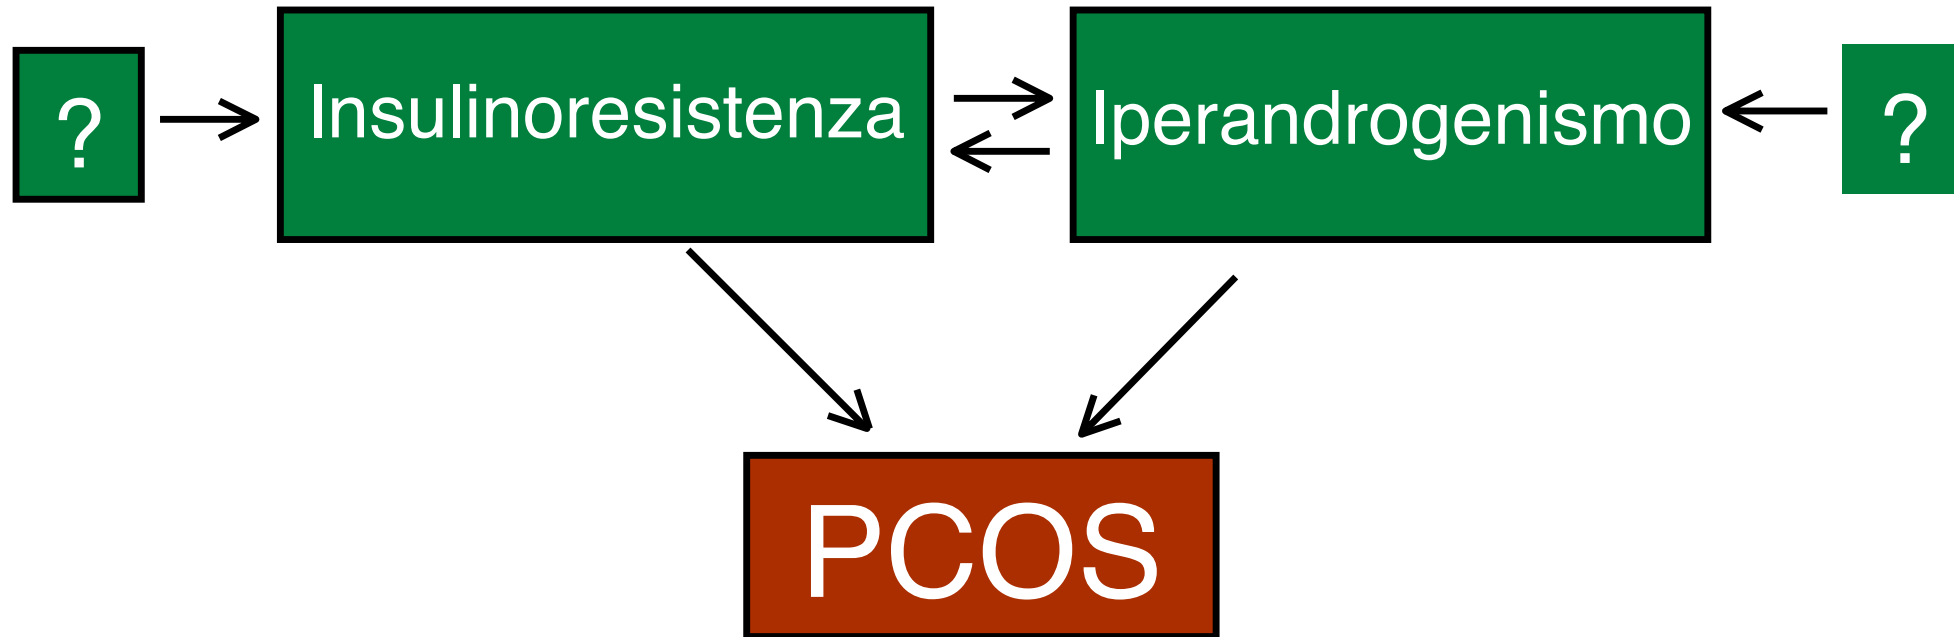 ?
Insulinoresistenza
Iperandrogenismo
?
PCOS